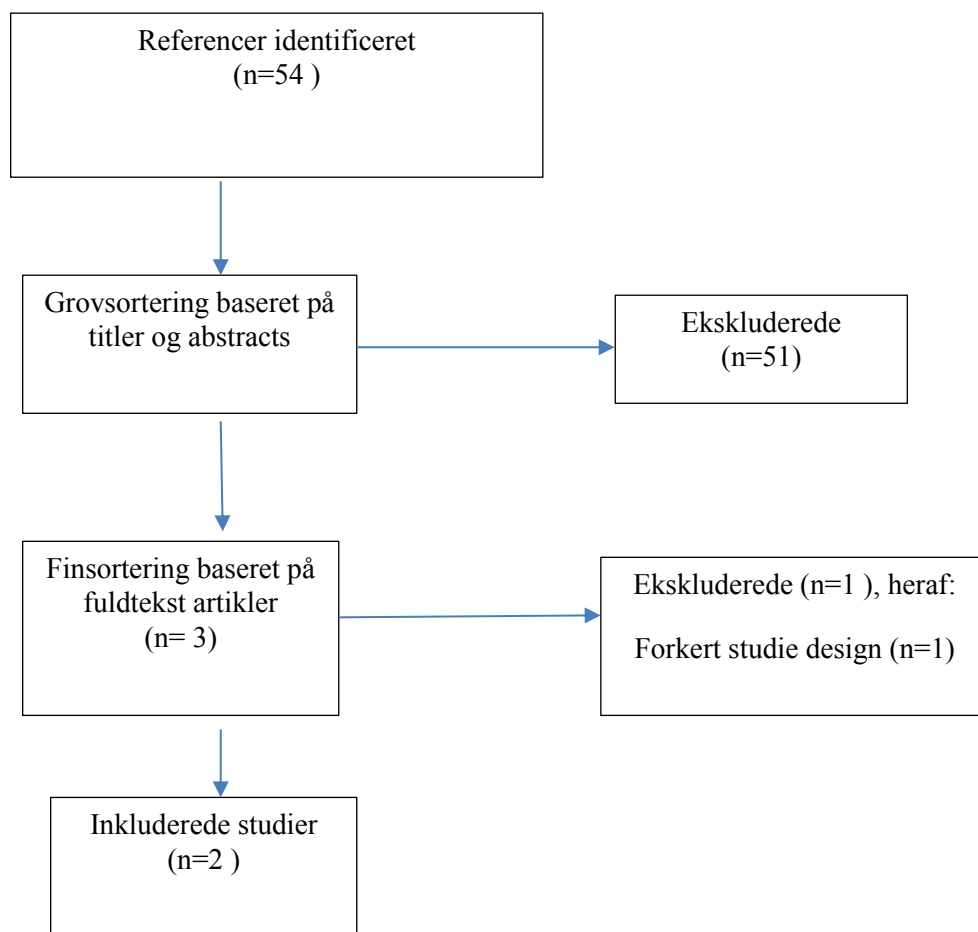 Referencer identificeret
(n=54 )
Grovsortering baseret på
titler og abstracts
Ekskluderede
(n=51)
Finsortering baseret på
fuldtekst artikler
(n= 3)
Ekskluderede (n=1 ), heraf:
Forkert studie design (n=1)
Inkluderede studier
(n=2 )